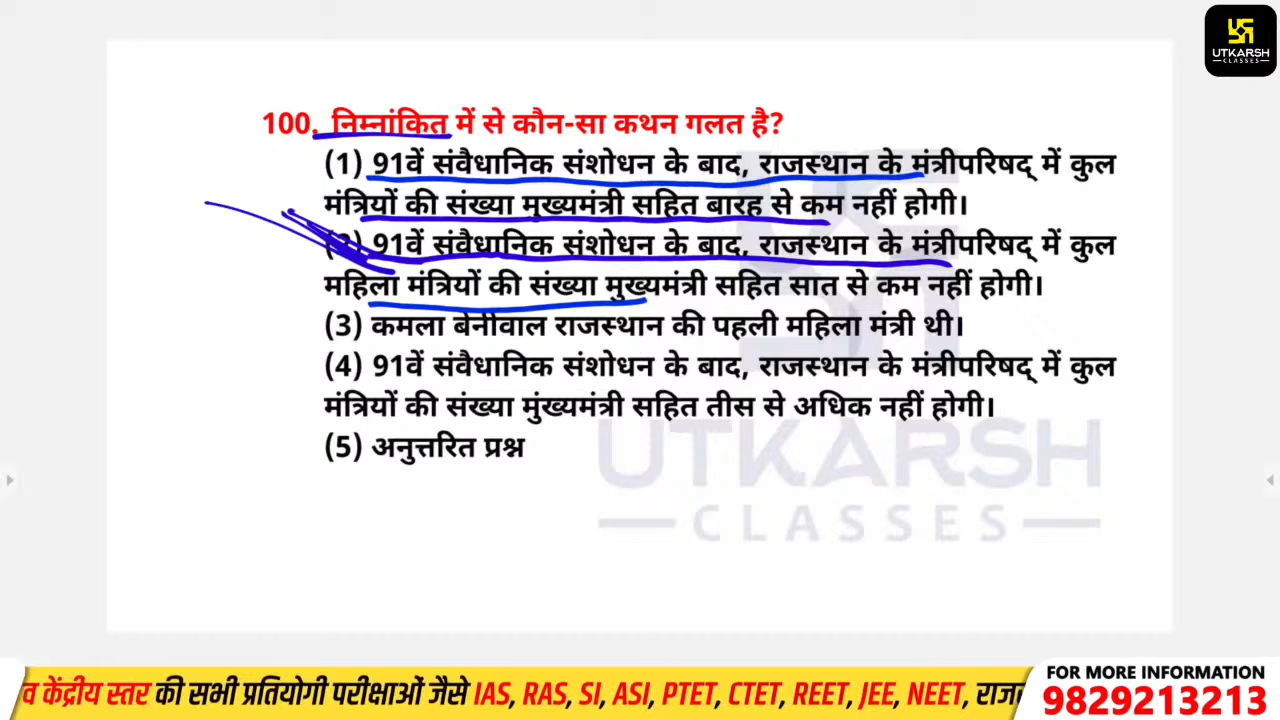 UTKARSH
CLASSES
100. निम्नांकित में से कौन-सा कथन गलत है?
(1) 91वें संवैधानिक संशोधन के बाद, राजस्थान के मंत्रीपरिषद् में कुल
मंत्रियों की संख्या मुख्यमंत्री सहित बारह से कम नहीं होगी।
(2) 91वें संवैधानिक संशोधन के बाद, राजस्थान के मंत्रीपरिषद् में कुल
महिला मंत्रियों की संख्या मुख्यमंत्री सहित सात से कम नहीं होगी।
(3) कमला बेनीवाल राजस्थान की पहली महिला मंत्री थी।
(4) 91वें संवैधानिक संशोधन के बाद, राजस्थान के मंत्रीपरिषद् में कुल
मंत्रियों की संख्या मुंख्यमंत्री सहित तीस से अधिक नहीं होगी।
(5) अनुत्तरित प्रश्न
UTKARSH
CLASSES
व केंद्रीय स्तर की सभी प्रतियोगी परीक्षाओं जैसे IAS, RAS, SI, ASI, PTET, CTET, REET, JEE, NEET,
FOR MORE INFORMATION
9829213213